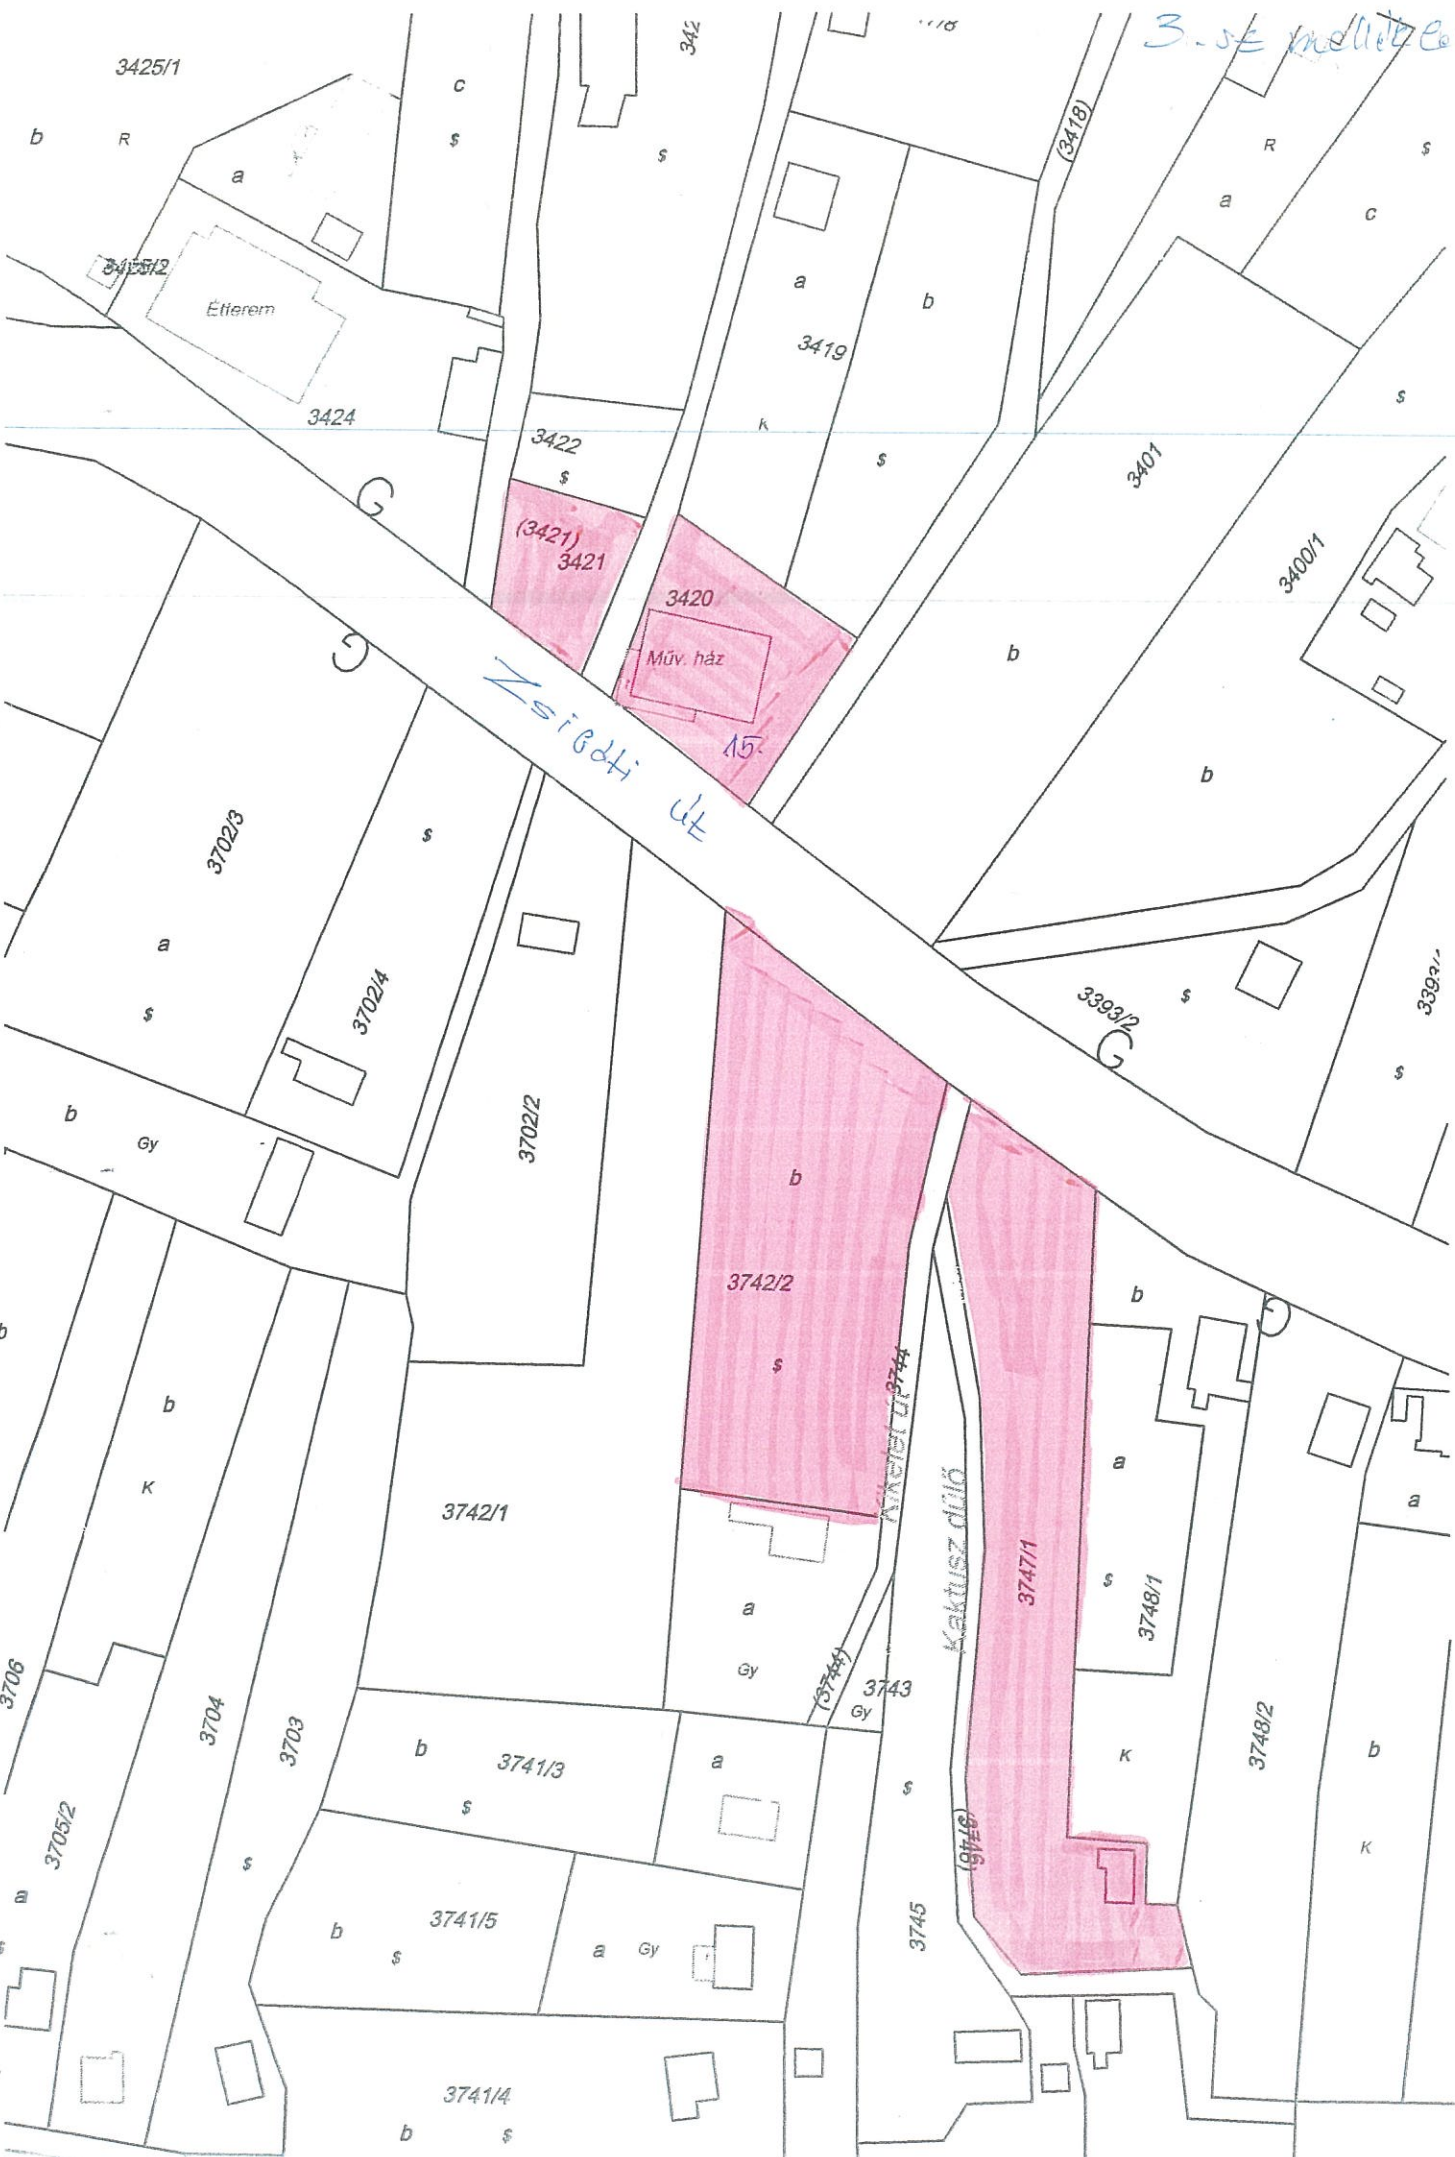 3425/1
c
$
b
R
a
342
$
(3418)
R
$
a
c
a
b
Étterem
3419
$
3424
3422
$
K
$
3401
(3421)
3421
3420
3400/1
Műv. ház
b
15.
b
Zsidi út
3702/3
$
a
$
3702/4
3393/2
$
$
b
Gy
3702/2
b
3742/2
$
b
b
K
3744
Kikelet út
Kaktusz dűlő
a
a
3742/1
3747/1
$
3748/1
a
Gy
(3744)
3743
Gy
3706
3704
3703
b
3741/3
$
a
$
K
3748/2
b
K
3705/2
$
a
(3746)
b
3741/5
$
a
Gy
3745
3741/4
b
$